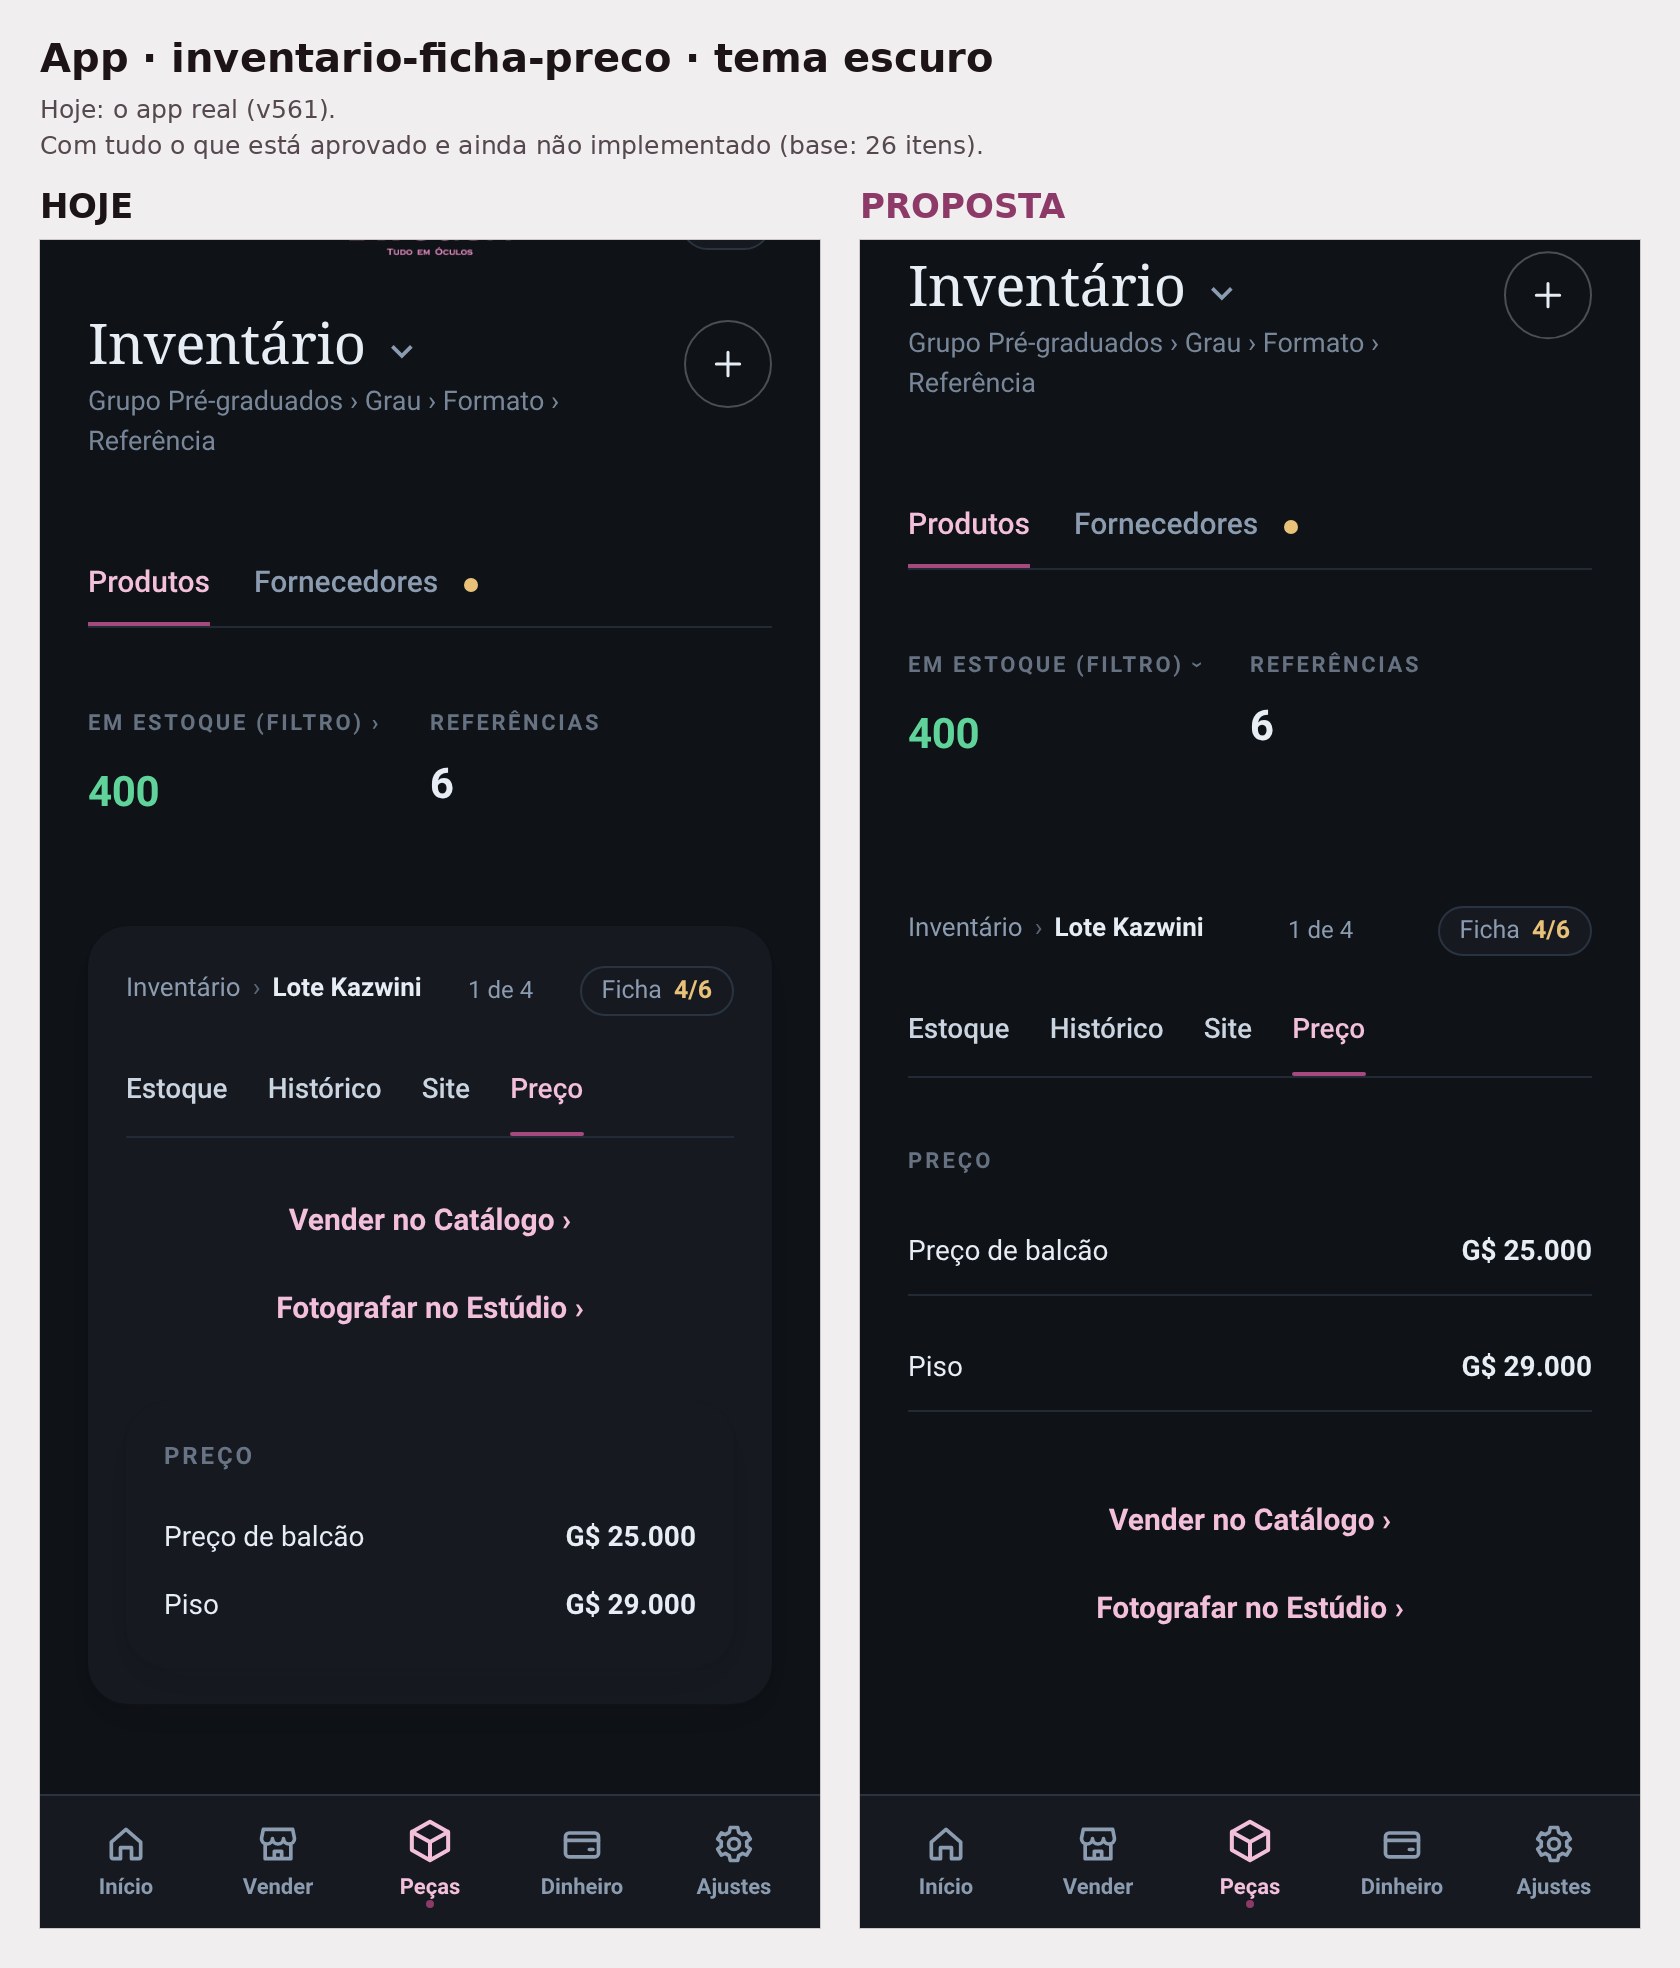 App · inventario-ficha-preco · tema escuro
Hoje: o app real (v561).
Com tudo o que está aprovado e ainda não implementado (base: 26 itens).
HOJE
Tudo em Óculos
Inventário
Grupo Pré-graduados › Grau › Formato ›
Referência
Produtos Fornecedores
EM ESTOQUE (FILTRO) › REFERÊNCIAS
400 6
Inventário › Lote Kazwini 1 de 4 Ficha 4/6
Estoque Histórico Site Preço
Vender no Catálogo ›
Fotografar no Estúdio ›
PREÇO
Preço de balcão G$ 25.000
Piso G$ 29.000
Início Vender Peças Dinheiro Ajustes
PROPOSTA
Inventário
Grupo Pré-graduados › Grau › Formato ›
Referência
Produtos Fornecedores
EM ESTOQUE (FILTRO) REFERÊNCIAS
400 6
Inventário › Lote Kazwini 1 de 4 Ficha 4/6
Estoque Histórico Site Preço
PREÇO
Preço de balcão G$ 25.000
Piso G$ 29.000
Vender no Catálogo ›
Fotografar no Estúdio ›
Início Vender Peças Dinheiro Ajustes